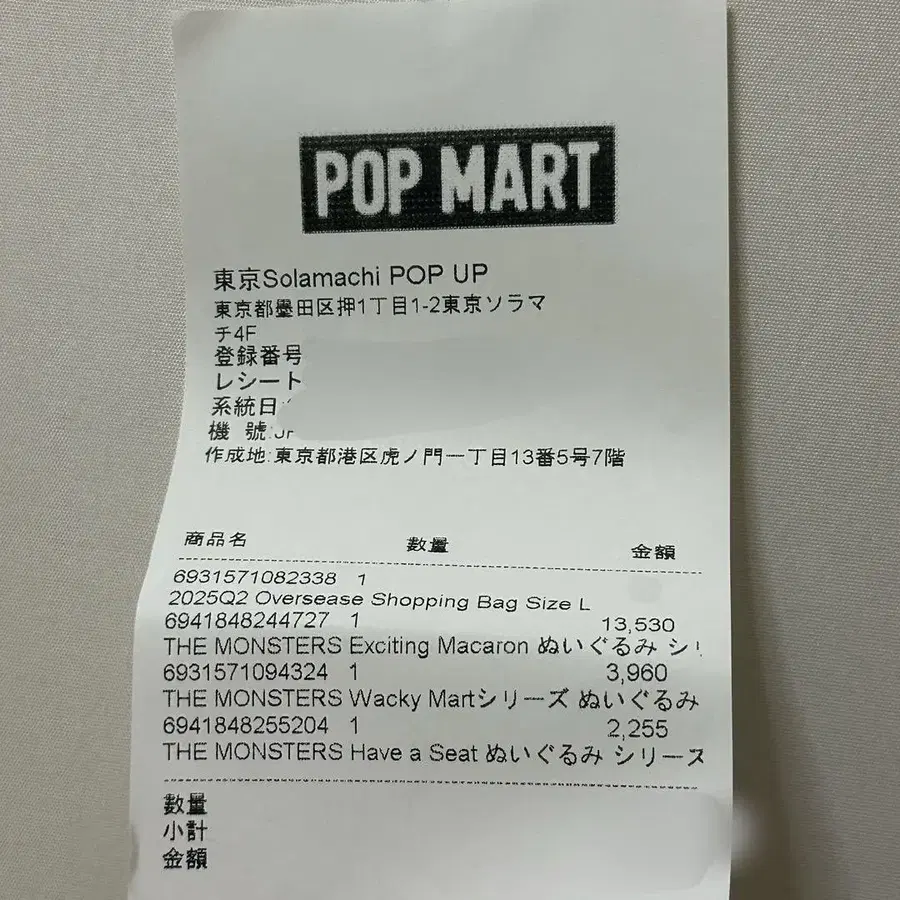 POP MART
東京Solamachi POP UP
東京都墨田区押1丁目1-2東京ソラマ
チ4F
登録番号
レシート
系統日
機 號:JP
作成地:東京都港区虎ノ門一丁目13番5号7階
商品名 数量 金額
6931571082338 1
2025Q2 Oversease Shopping Bag Size L
6941848244727 1 13,530
THE MONSTERS Exciting Macaron ぬいぐるみ シリ
6931571094324 1 3,960
THE MONSTERS Wacky Martシリーズ ぬいぐるみ
6941848255204 1 2,255
THE MONSTERS Have a Seat ぬいぐるみ シリーズ
数量
小計
金額